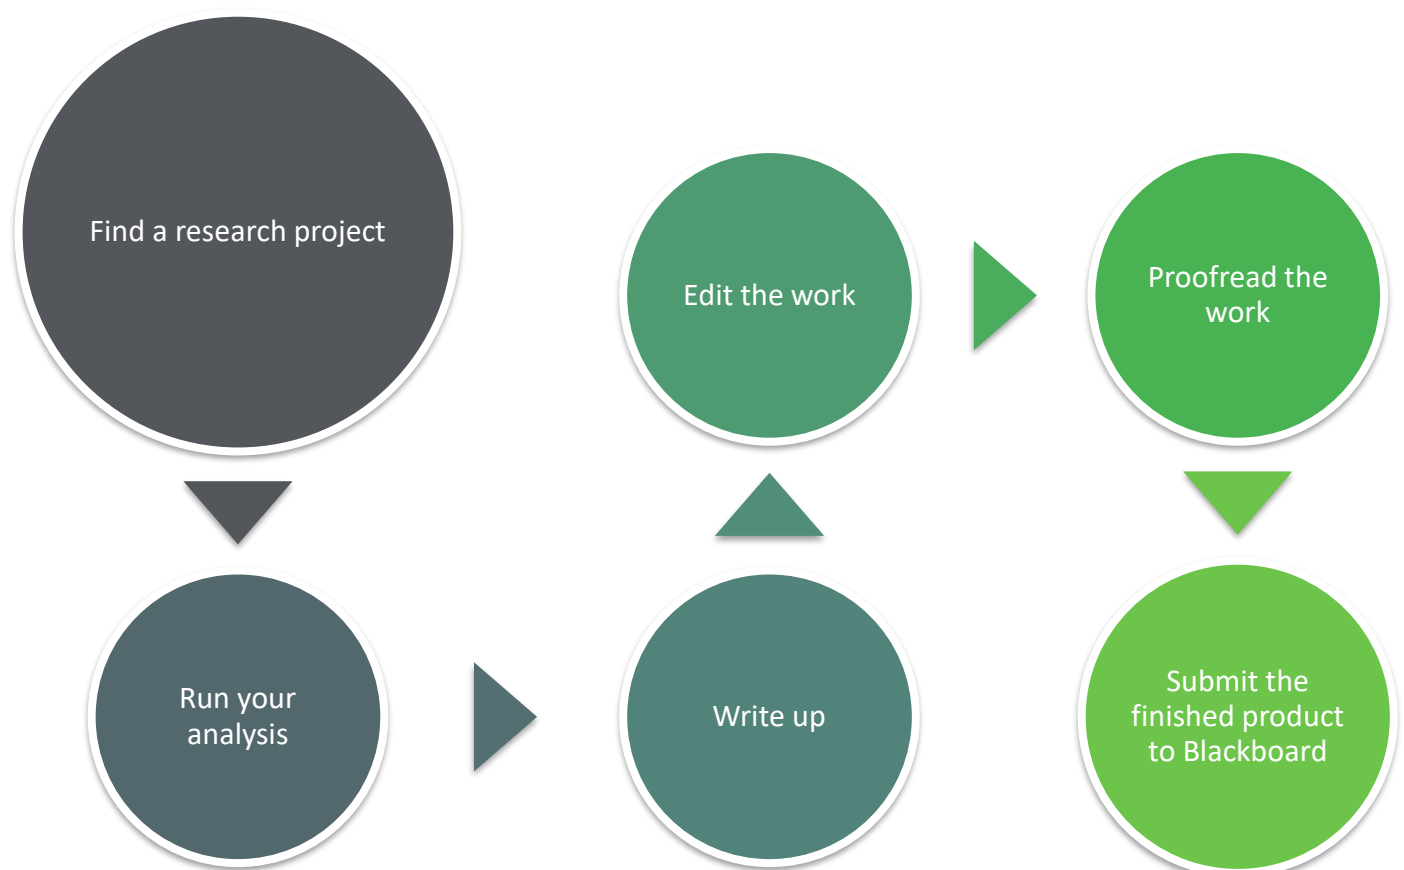 Find a research project
Run your
analysis
Write up
Edit the work
Proofread the
work
Submit the
finished product
to Blackboard